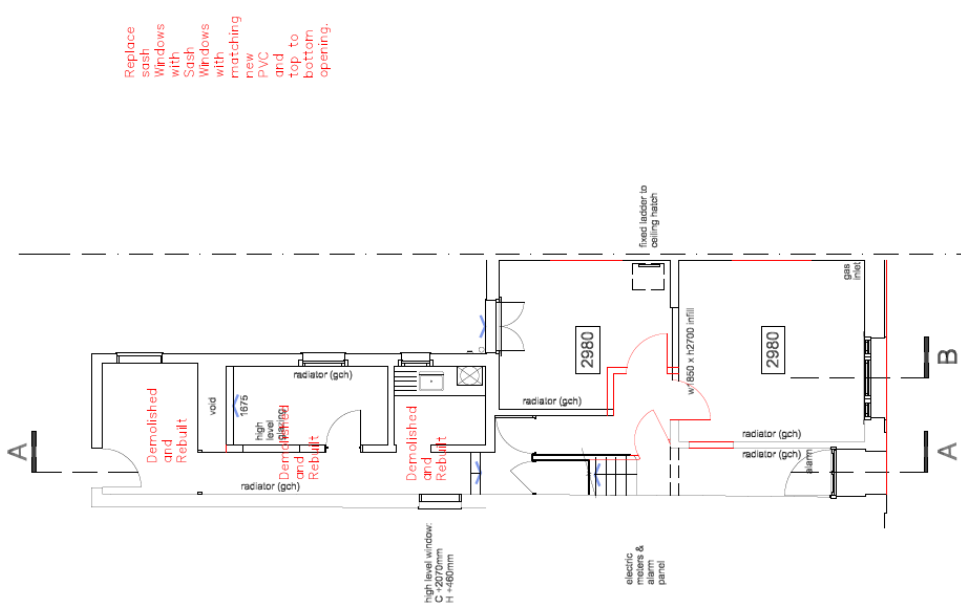 Replace
sash
Windows
with
Sash
Windows
with
matching
new
PVC
and
top to
bottom
opening.
fixed ladder to
ceiling hatch
gas
inlet
2980
w1850 x h2700 infill
2980
B
radiator (gch)
void
1675
high
level
glazing
radiator (gch)
Demolished
and
Rebuilt
Demolished
and
Rebuilt
Demolished
and
Rebuilt
A
radiator (gch)
radiator (gch)
radiator (gch)
alarm
A
high level window:
C +2070mm
H +460mm
electric
meters &
alarm
panel